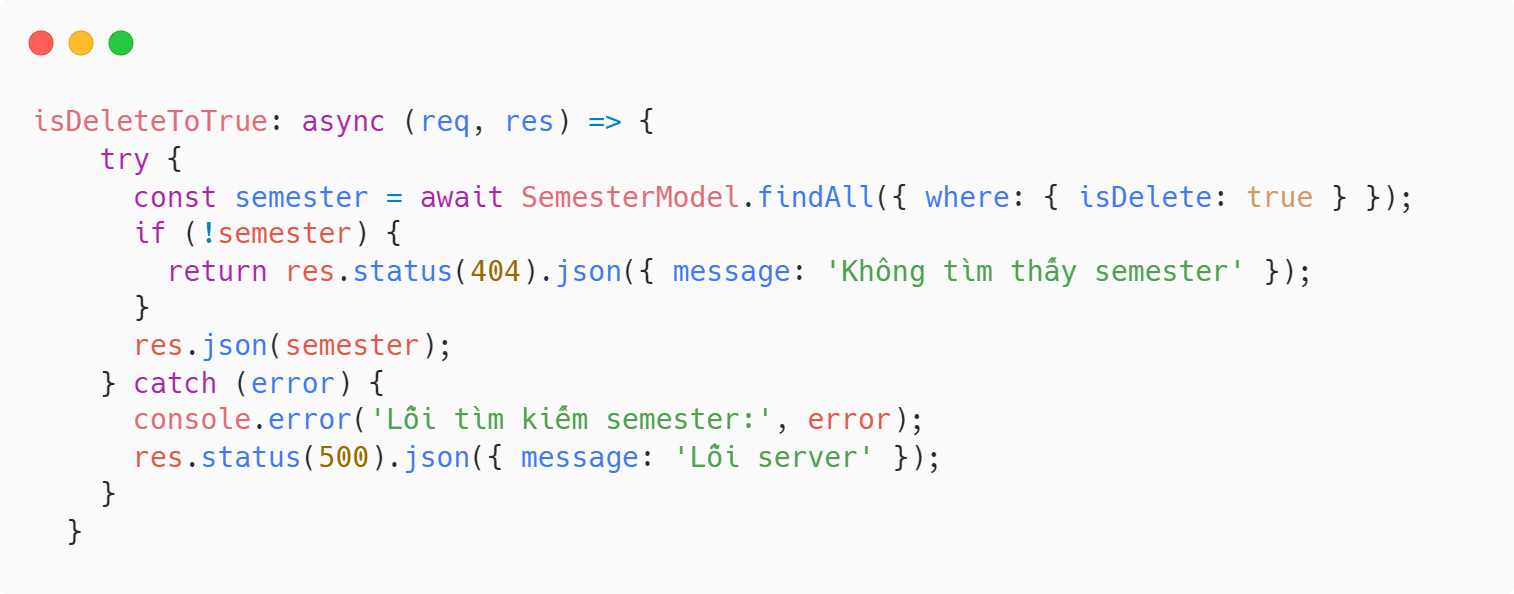 isDeleteToTrue: async (req, res) => {
    try {
      const semester = await SemesterModel.findAll({ where: { isDelete: true } });
      if (!semester) {
        return res.status(404).json({ message: 'Không tìm thấy semester' });
      }
      res.json(semester);
    } catch (error) {
      console.error('Lỗi tìm kiếm semester:', error);
      res.status(500).json({ message: 'Lỗi server' });
    }
  }